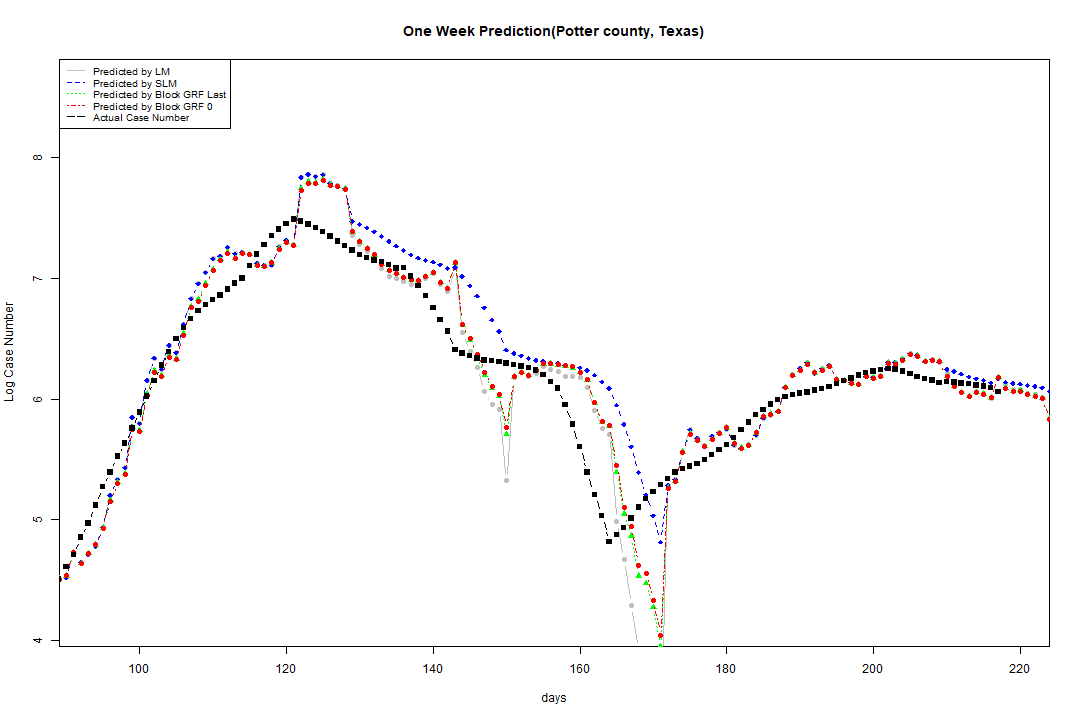 One Week Prediction(Potter county, Texas)
Predicted by LM
Predicted by SLM
Predicted by Block GRF Last
Predicted by Block GRF 0
Actual Case Number
8
7
6
5
4
Log Case Number
100 120 140 160 180 200 220
days